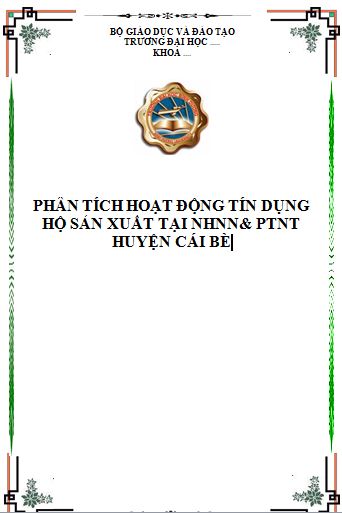 BỘ GIÁO DỤC VÀ ĐÀO TẠO
TRƯỜNG ĐẠI HỌC ....
KHOA ....
PHÂN TÍCH HOẠT ĐỘNG TÍN DỤNG
HỘ SẢN XUẤT TẠI NHNN& PTNT
HUYỆN CÁI BÈ